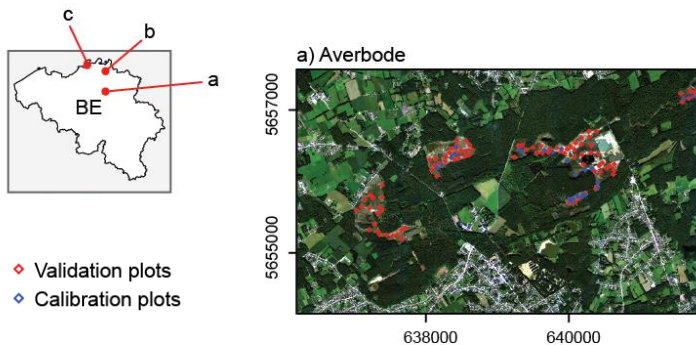 c
b
a
BE
Validation plots
Calibration plots
a) Averbode
5657000
5655000
638000
640000